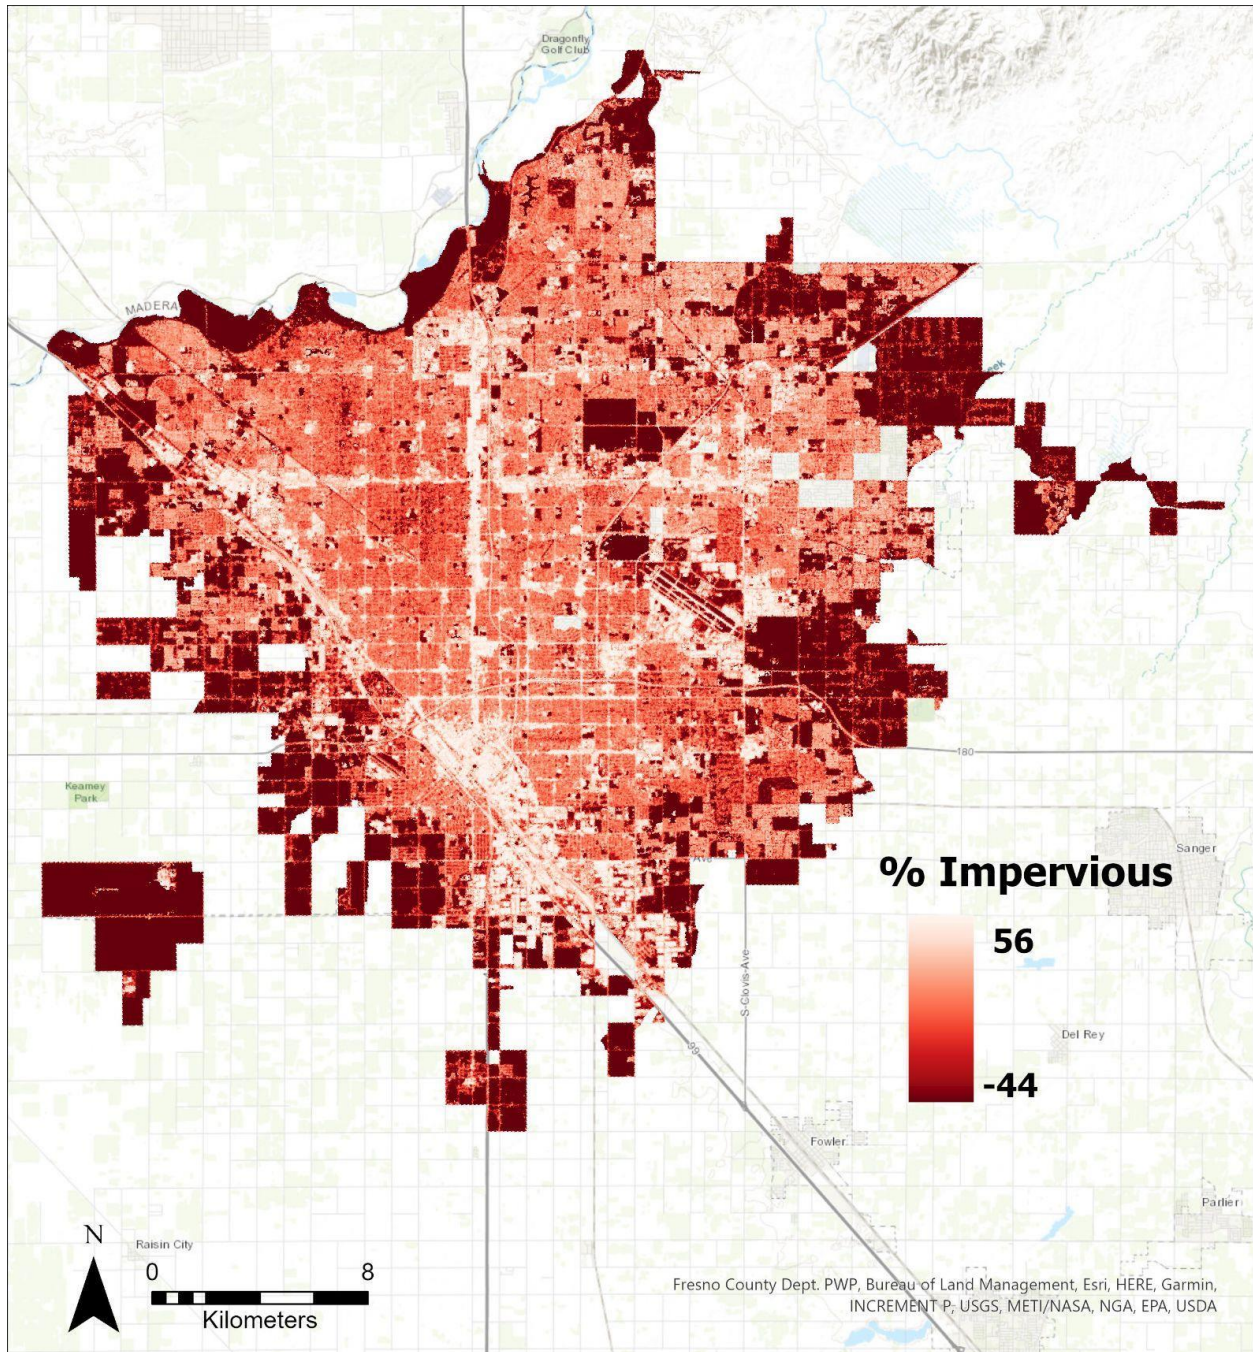 Dragonfly
Golf Club
MADERA
eek
180
Kearney
Park
Sanger
Ave
% Impervious
56
-44
S-Clovis-Ave
99
Del Rey
Fowler
Parlier
N
Raisin City
0 8
Kilometers
Fresno County Dept. PWP, Bureau of Land Management, Esri, HERE, Garmin,
INCREMENT P, USGS, METI/NASA, NGA, EPA, USDA